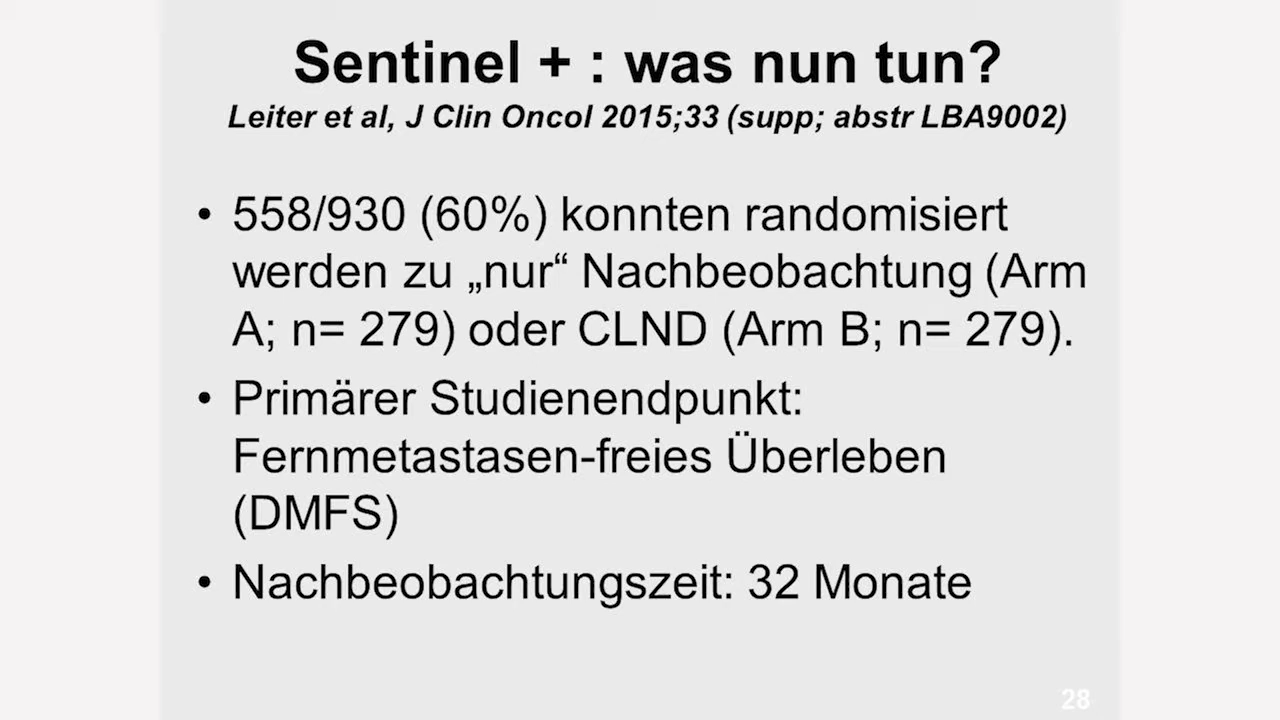 Sentinel + : was nun tun?
Leiter et al, J Clin Oncol 2015;33 (supp; abstr LBA9002)
• 558/930 (60%) konnten randomisiert
werden zu „nur“ Nachbeobachtung (Arm
A; n= 279) oder CLND (Arm B; n= 279).
• Primärer Studienendpunkt:
Fernmetastasen-freies Überleben
(DMFS)
• Nachbeobachtungszeit: 32 Monate
28